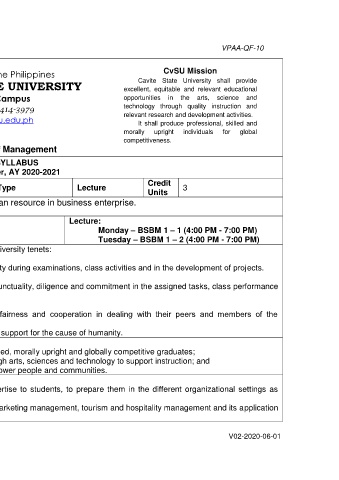 VPAA-QF-10
e Philippines
E UNIVERSITY
Campus
414-3979
u.edu.ph
f Management
CvSU Mission
Cavite State University shall provide
excellent, equitable and relevant educational
opportunities in the arts, science and
technology through quality instruction and
relevant research and development activities.
It shall produce professional, skilled and
morally upright individuals for global
competitiveness.
SYLLABUS
er, AY 2020-2021
Type Lecture Credit Units 3
an resource in business enterprise.
Lecture:
Monday – BSBM 1 – 1 (4:00 PM - 7:00 PM)
Tuesday – BSBM 1 – 2 (4:00 PM - 7:00 PM)
iversity tenets:
ty during examinations, class activities and in the development of projects.
unctuality, diligence and commitment in the assigned tasks, class performance
fairness and cooperation in dealing with their peers and members of the
support for the cause of humanity.
ed, morally upright and globally competitive graduates;
gh arts, sciences and technology to support instruction; and
ower people and communities.
ertise to students, to prepare them in the different organizational settings as
arketing management, tourism and hospitality management and its application
V02-2020-06-01